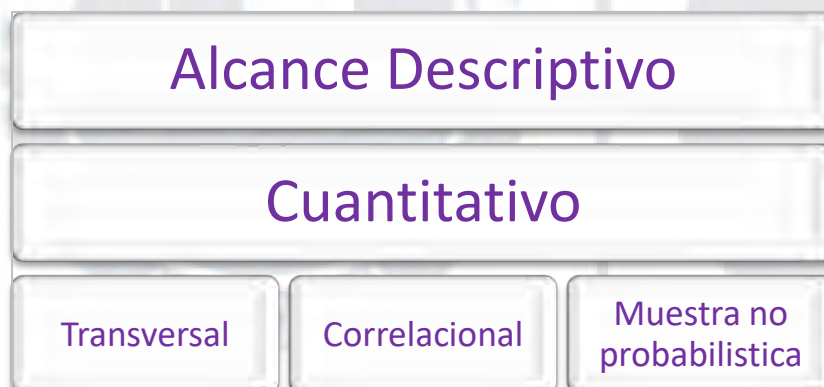 Alcance Descriptivo
Cuantitativo
Transversal
Correlacional
Muestra no
probabilistica